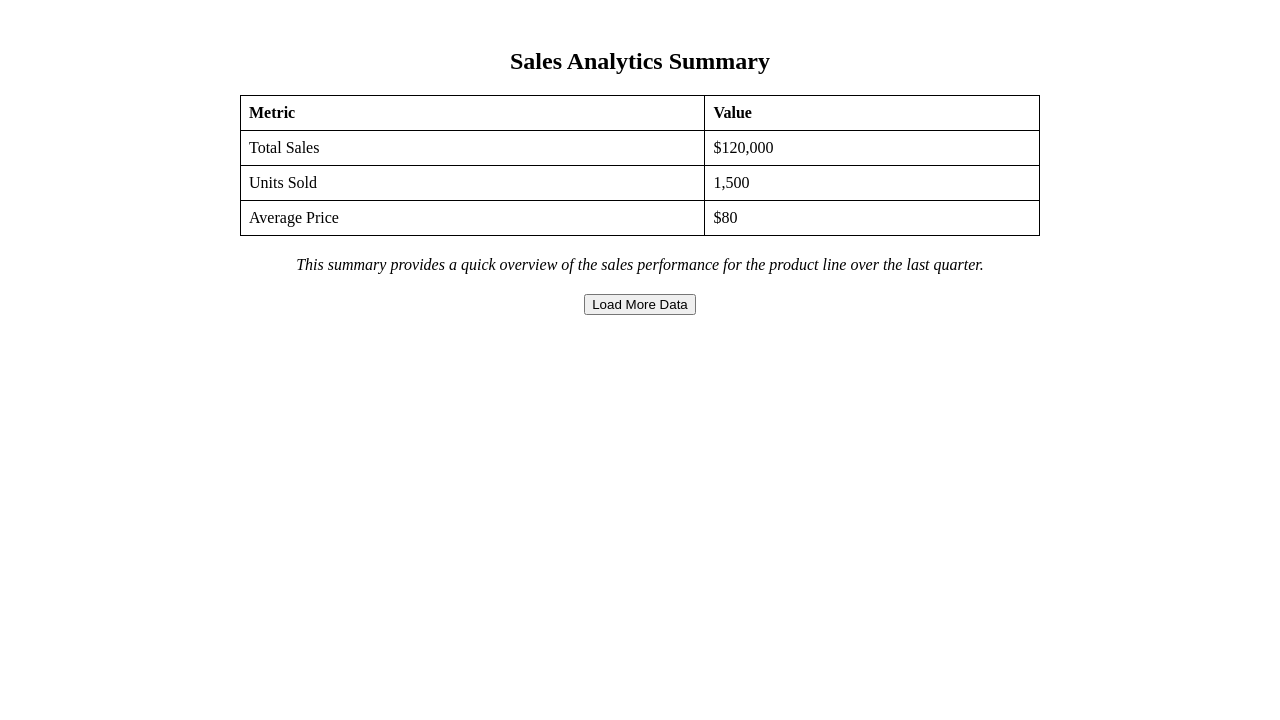 Sales Analytics Summary
Metric Value
Total Sales $120,000
Units Sold 1,500
Average Price $80
This summary provides a quick overview of the sales performance for the product line over the last quarter.
Load More Data